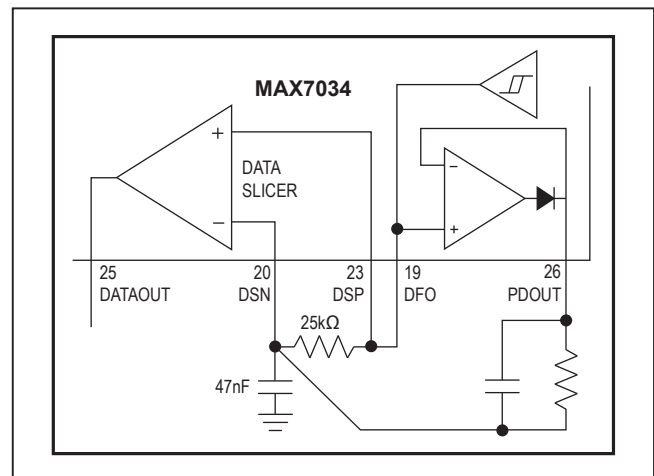 MAX7034
+
−
DATA
SLICER
−
+
25
DATAOUT
20
DSN
23
DSP
19
DFO
26
PDOUT
25kΩ
47nF